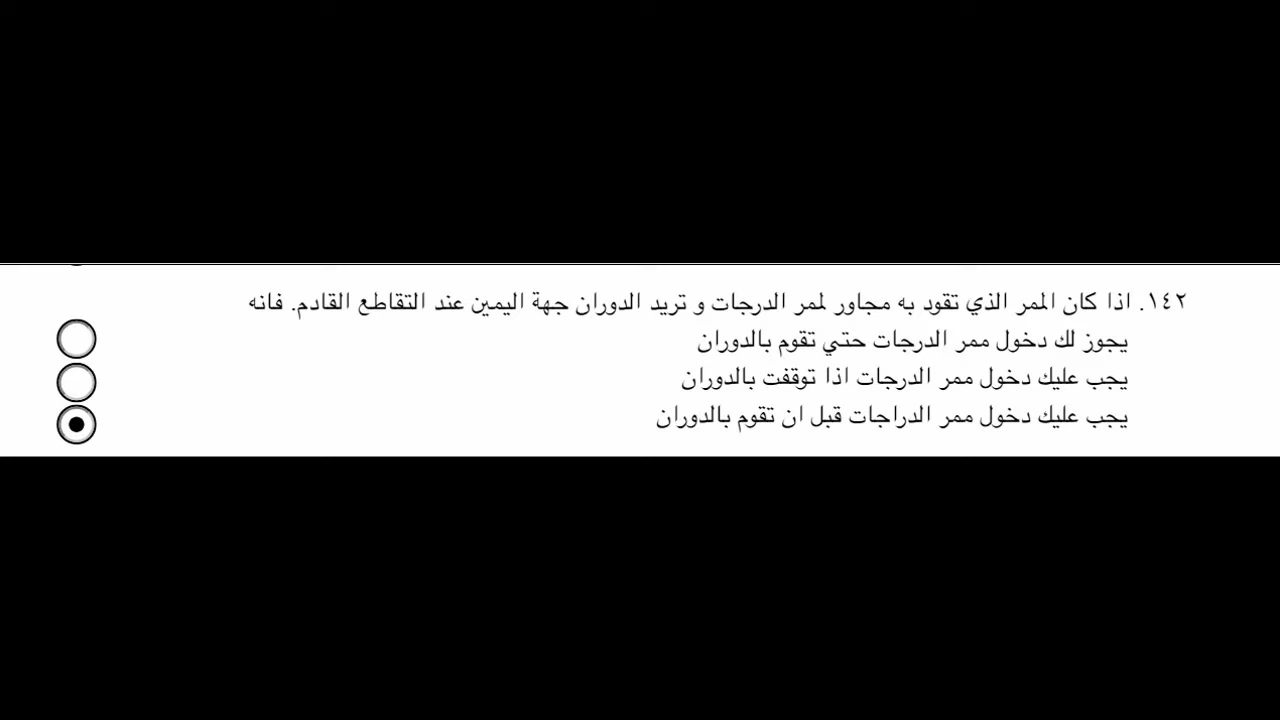 ١٤٢. اذا كان الممر الذي تقود به مجاور لممر الدرجات و تريد الدوران جهة اليمين عند التقاطع القادم. فانه
يجوز لك دخول ممر الدرجات حتي تقوم بالدوران
يجب عليك دخول ممر الدرجات اذا توقفت بالدوران
يجب عليك دخول ممر الدراجات قبل ان تقوم بالدوران